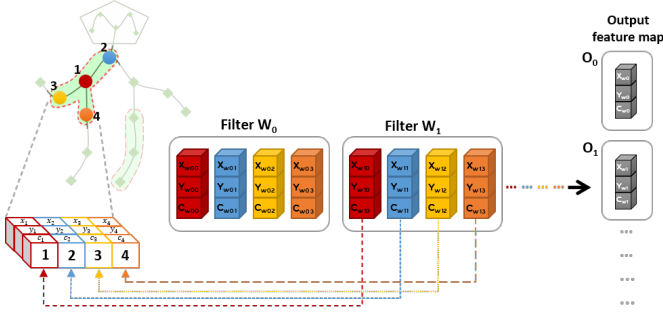 Output
feature map
O0
Xw0
Yw0
Cw0
O1
Xw1
Yw1
Cw1
1
2
3
4
Filter W0
Xw00 Xw01 Xw02 Xw03
Yw00 Yw01 Yw02 Yw03
Cw00 Cw01 Cw02 Cw03
Filter W1
Xw10 Xw11 Xw12 Xw13
Yw10 Yw11 Yw12 Yw13
Cw10 Cw11 Cw12 Cw13
x1 x2 x3 x4
y1 y2 y3 y4
c1 c2 c3 c4
1 2 3 4